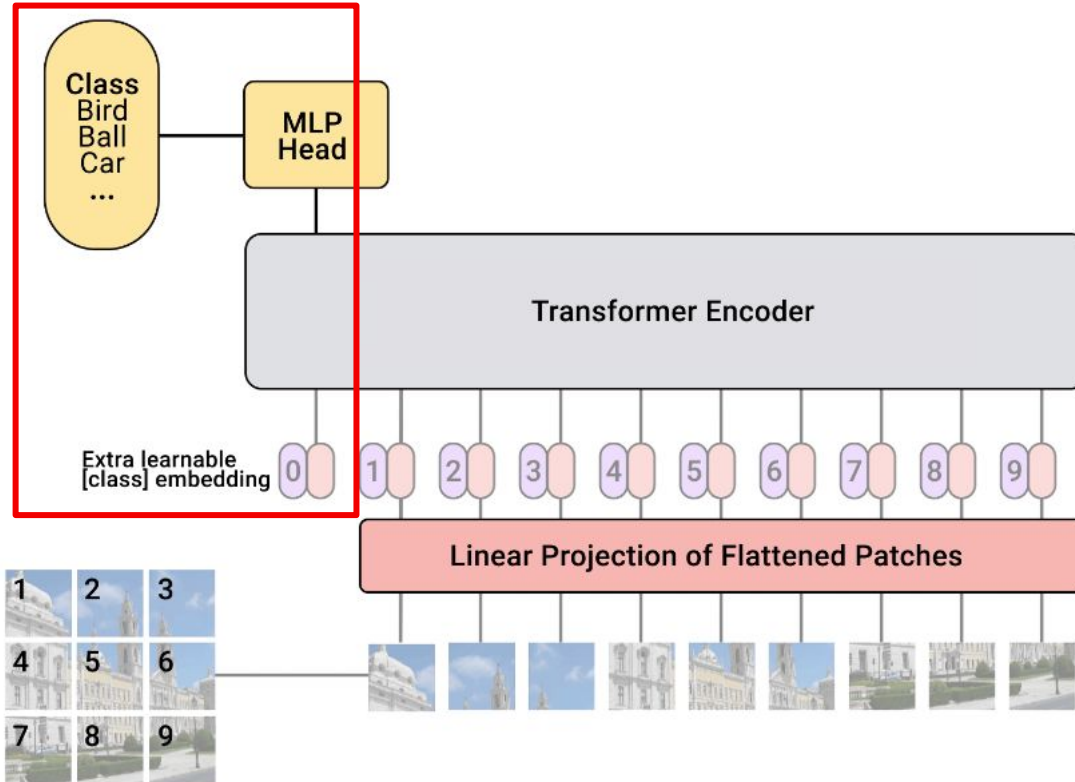 Class
Bird
Ball
Car
...
MLP
Head
Transformer Encoder
Extra learnable
[class] embedding
0 1 2 3 4 5 6 7 8 9
Linear Projection of Flattened Patches
1 2 3
4 5 6
7 8 9